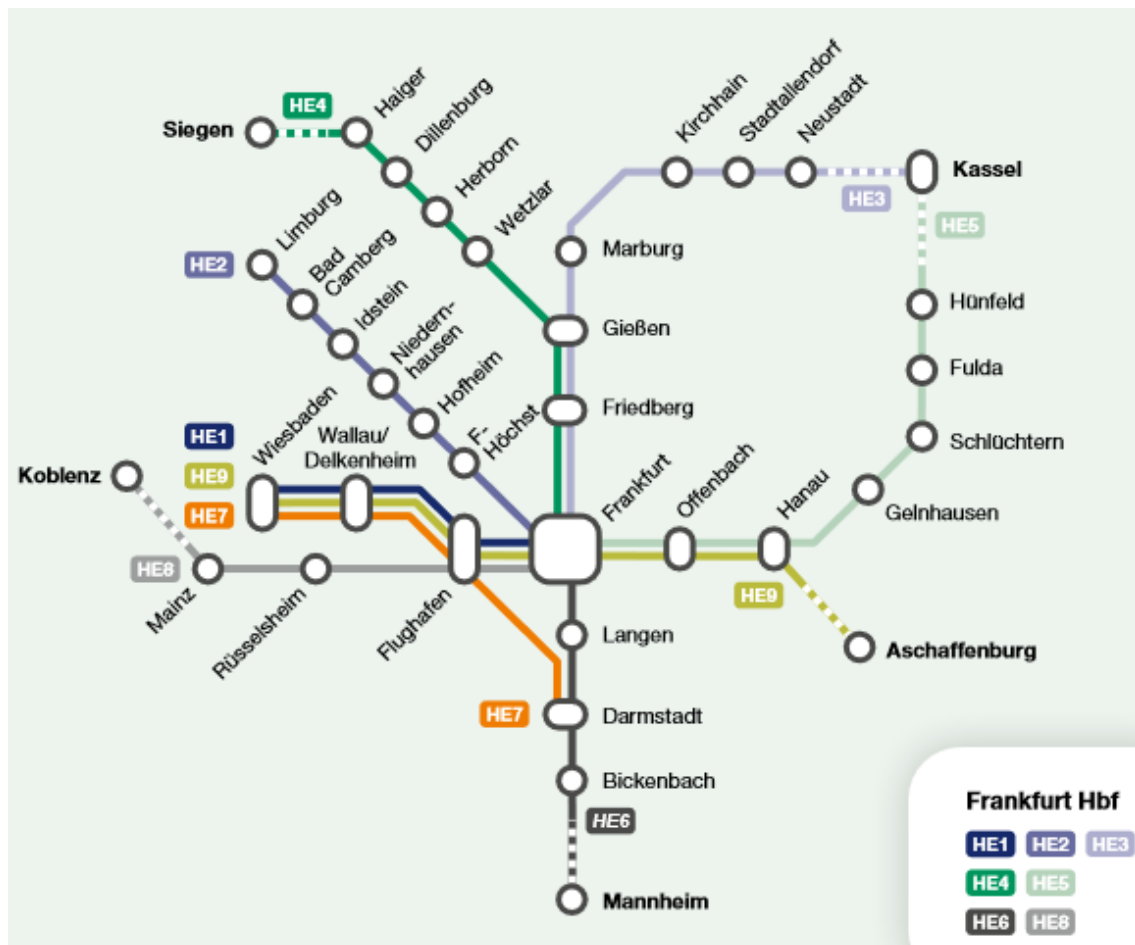 HE4
Siegen
Haiger
Dillenburg
Herborn
Wetzlar
Kirchhain
Stadtallendorf
Neustadt
HE3
Kassel
HE5
HE2
Limburg
Bad
Camberg
Idstein
Niedern-
hausen
Hofheim
F-
Höchst
Marburg
Gießen
Friedberg
Hünfeld
Fulda
Schlüchtern
Gelnhausen
HE1
HE9
HE7
Wiesbaden
Wallau/
Delkenheim
Koblenz
HE8
Mainz
Rüsselsheim
Flughafen
Frankfurt
Offenbach
Hanau
HE9
Aschaffenburg
Langen
HE7
Darmstadt
Bickenbach
HE6
Mannheim
Frankfurt Hbf
HE1 HE2 HE3
HE4 HE5
HE6 HE8